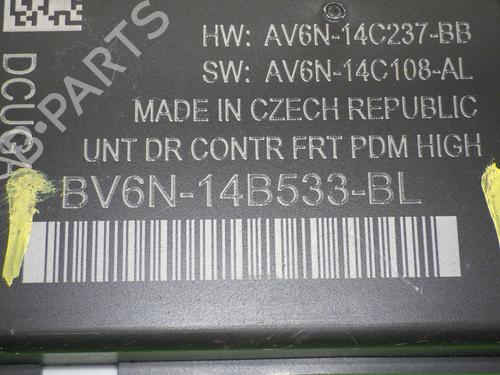 HW: AV6N-14C237-BB
SW: AV6N-14C108-AL
MADE IN CZECH REPUBLIC
UNT DR CONTR FRT PDM HIGH
BV6N-14B533-BL
DCUGA
B-PARTS